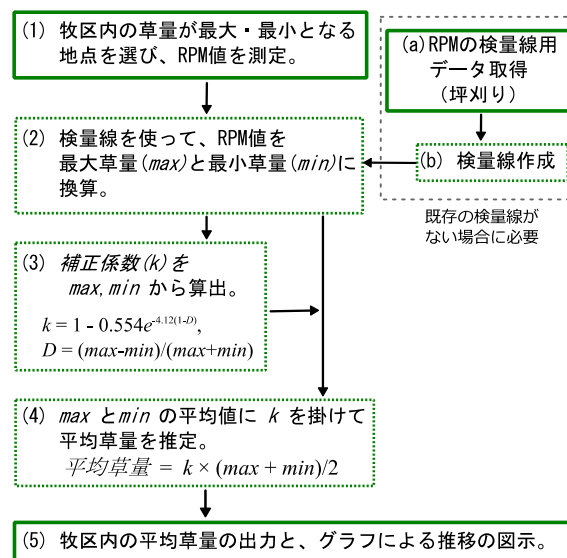 (1) 牧区内の草量が最大・最小となる
地点を選び、RPM値を測定。
(a)RPMの検量線用
データ取得
(坪刈り)
(2) 検量線を使って、RPM値を
最大草量(max)と最小草量(min)に
換算。
(b) 検量線作成
既存の検量線が
ない場合に必要
(3) 補正係数(k)を
max,min から算出。
k = 1 - 0.554e^-4.12(1-D),
D = (max-min)/(max+min)
(4) max とmin の平均値に k を掛けて
平均草量を推定。
平均草量 = k × (max + min)/2
(5) 牧区内の平均草量の出力と、グラフによる推移の図示。